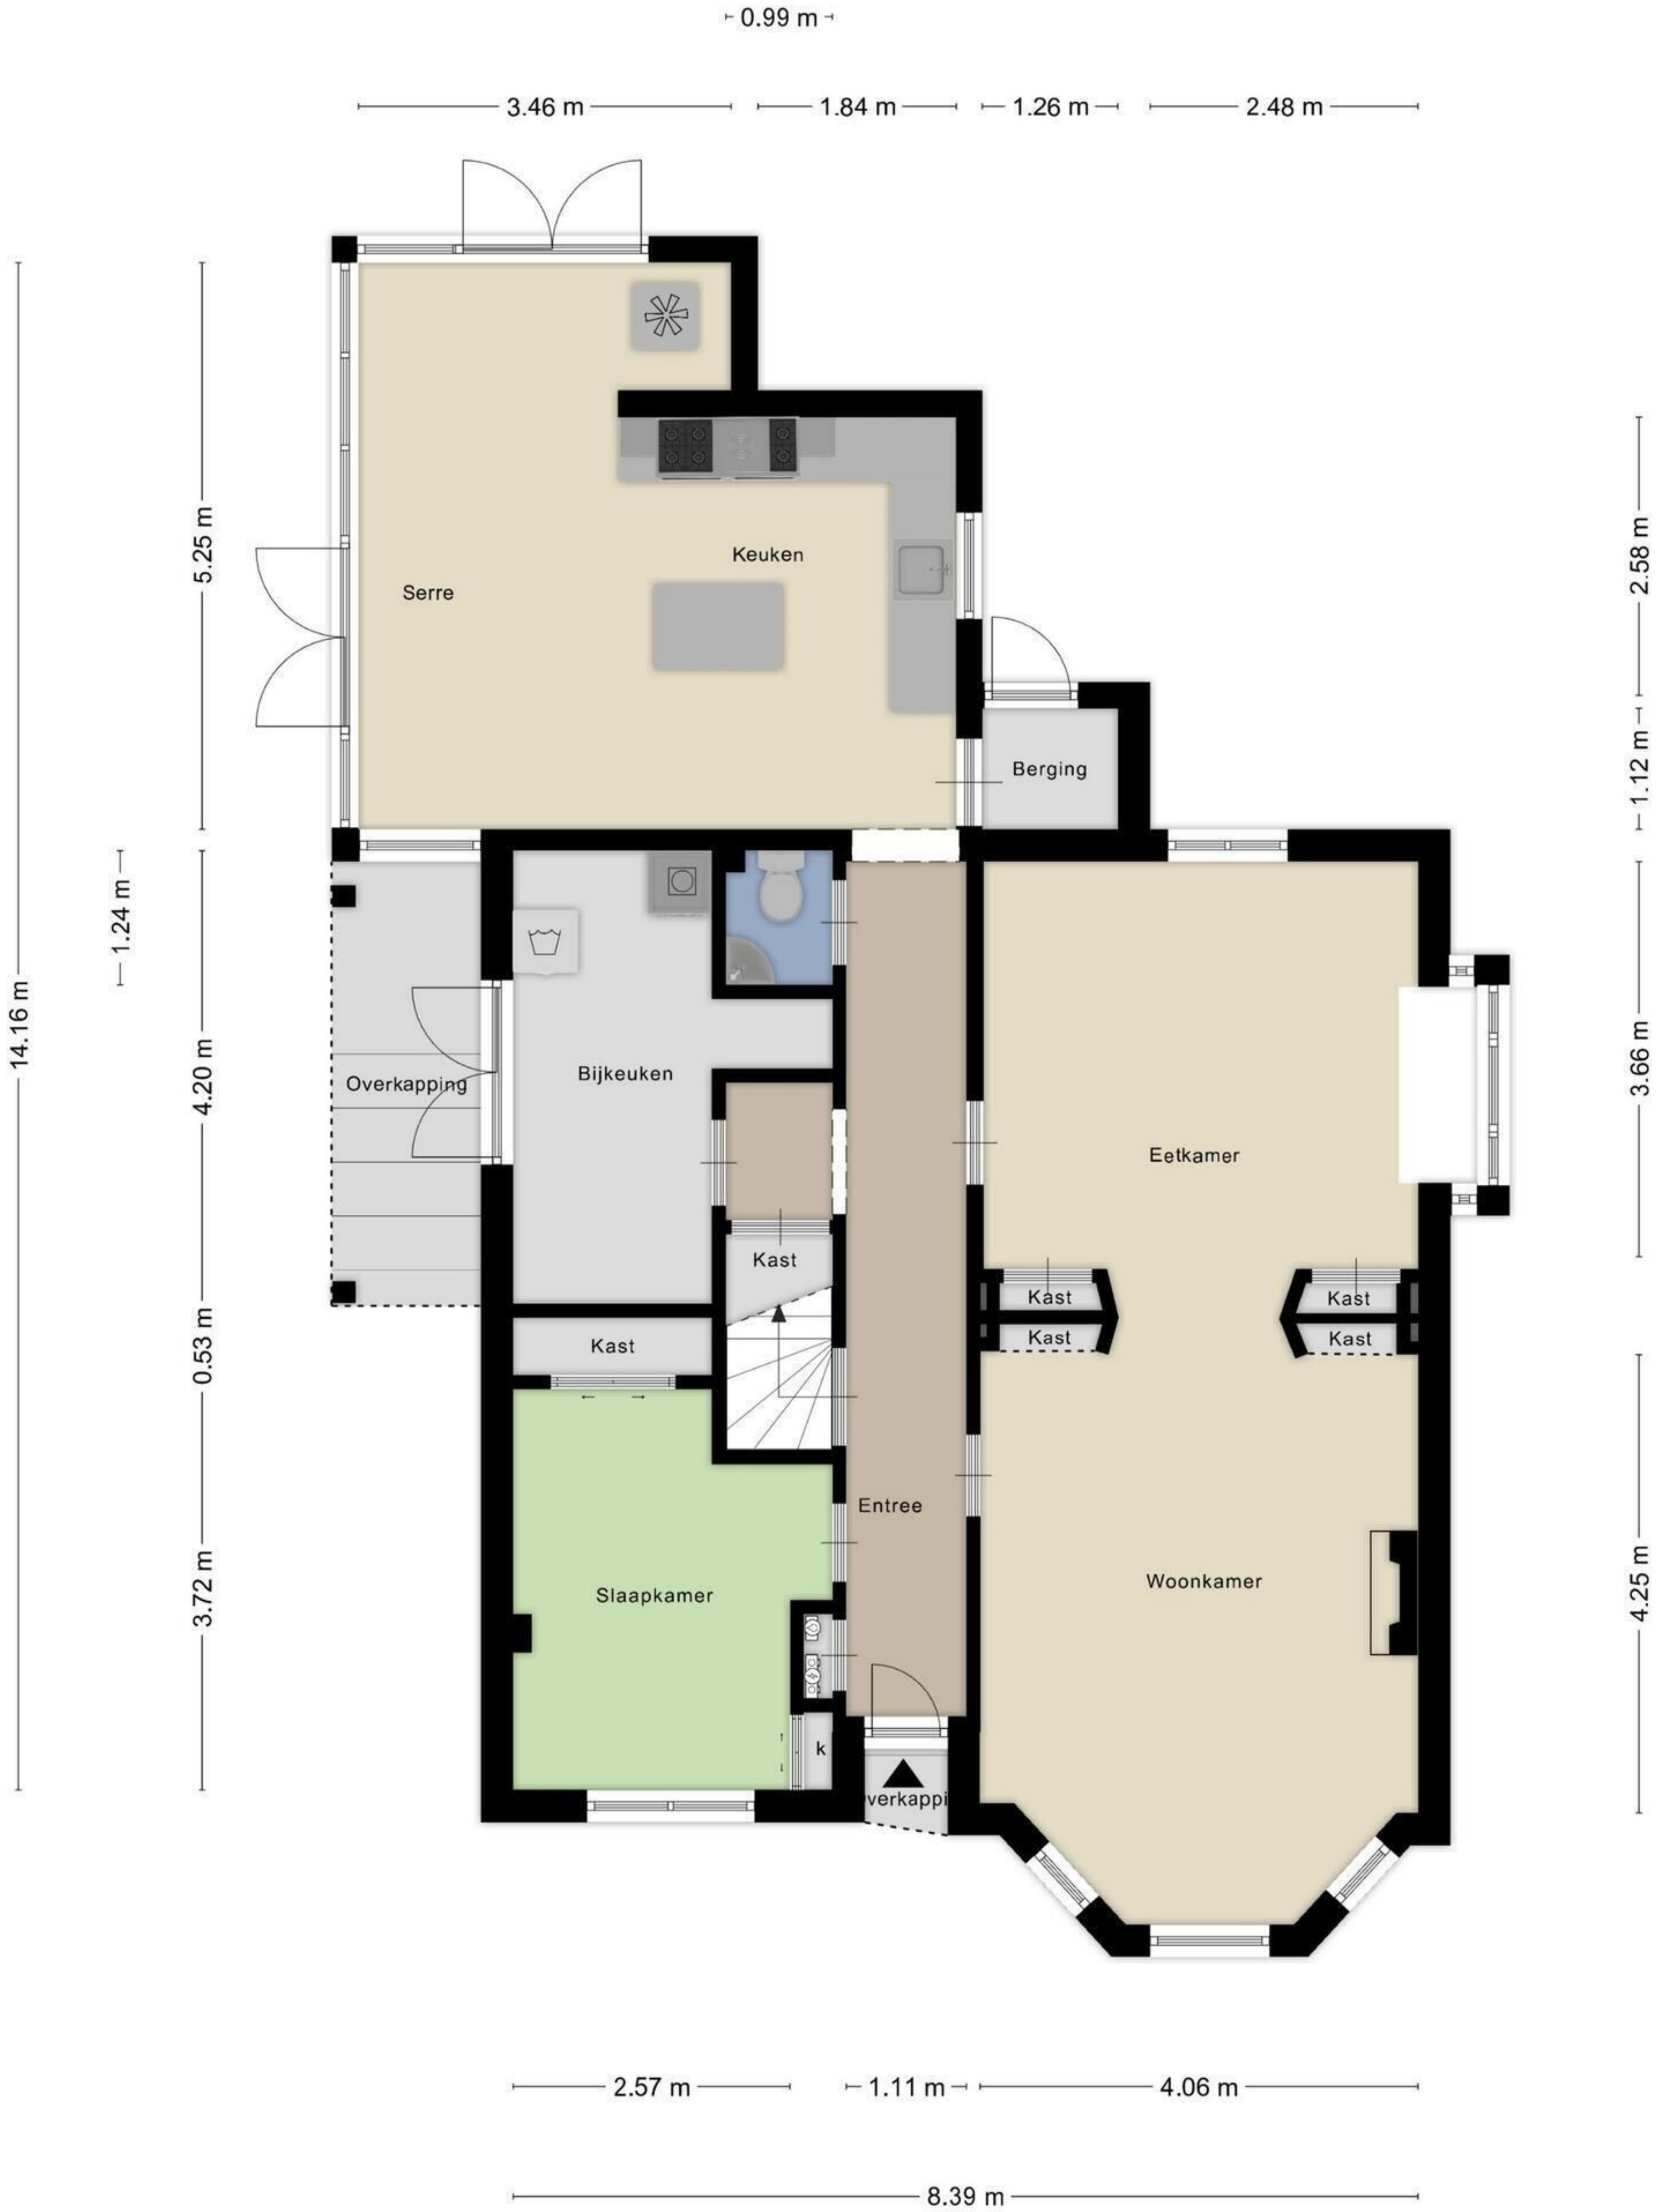 0.99 m
3.46 m
1.84 m
1.26 m
2.48 m
14.16 m
5.25 m
1.24 m
4.20 m
0.53 m
3.72 m
2.58 m
1.12 m
3.66 m
4.25 m
Keuken
Serre
Berging
Overkapping
Bijkeuken
Eetkamer
Kast
Kast
Kast
Kast
Kast
Kast
Entree
Woonkamer
Slaapkamer
k
verkappi
2.57 m
1.11 m
4.06 m
8.39 m